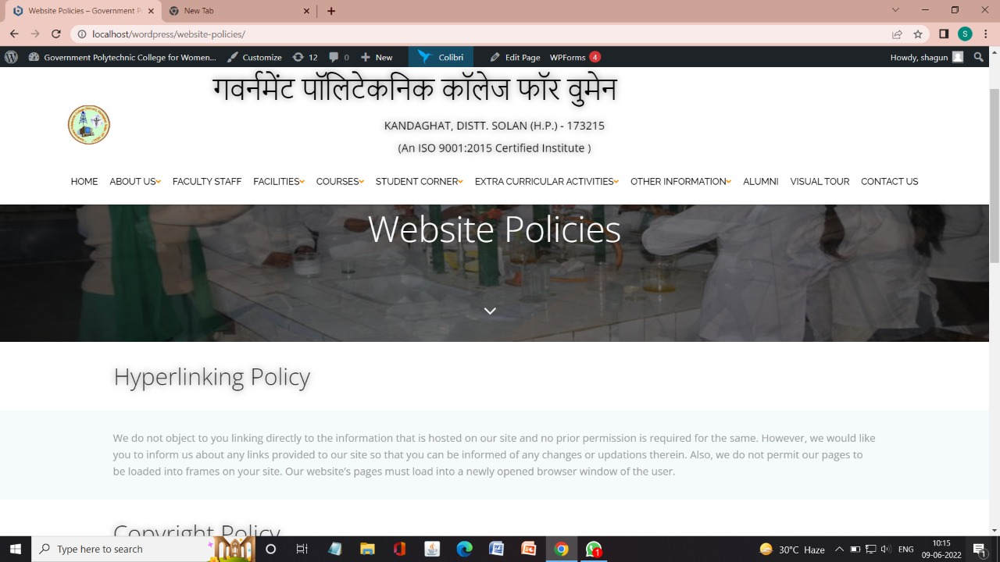 Website Policies – Government P
New Tab
localhost/wordpress/website-policies/
S
Government Polytechnic College for Women...
Customize
12
0
New
Colibri
Edit Page
WPForms 4
Howdy, shagun
गवर्नमेंट पॉलिटेकनिक कॉलेज फॉर वुमेन
KANDAGHAT, DISTT. SOLAN (H.P.) - 173215
(An ISO 9001:2015 Certified Institute )
HOME ABOUT US FACULTY STAFF FACILITIES COURSES STUDENT CORNER EXTRA CURRICULAR ACTIVITIES OTHER INFORMATION ALUMNI VISUAL TOUR CONTACT US
Website Policies
Hyperlinking Policy
We do not object to you linking directly to the information that is hosted on our site and no prior permission is required for the same. However, we would like
you to inform us about any links provided to our site so that you can be informed of any changes or updations therein. Also, we do not permit our pages to
be loaded into frames on your site. Our website's pages must load into a newly opened browser window of the user.
Copyright Policy
Type here to search
1
30°C Haze
ENG
10:15
09-06-2022
1